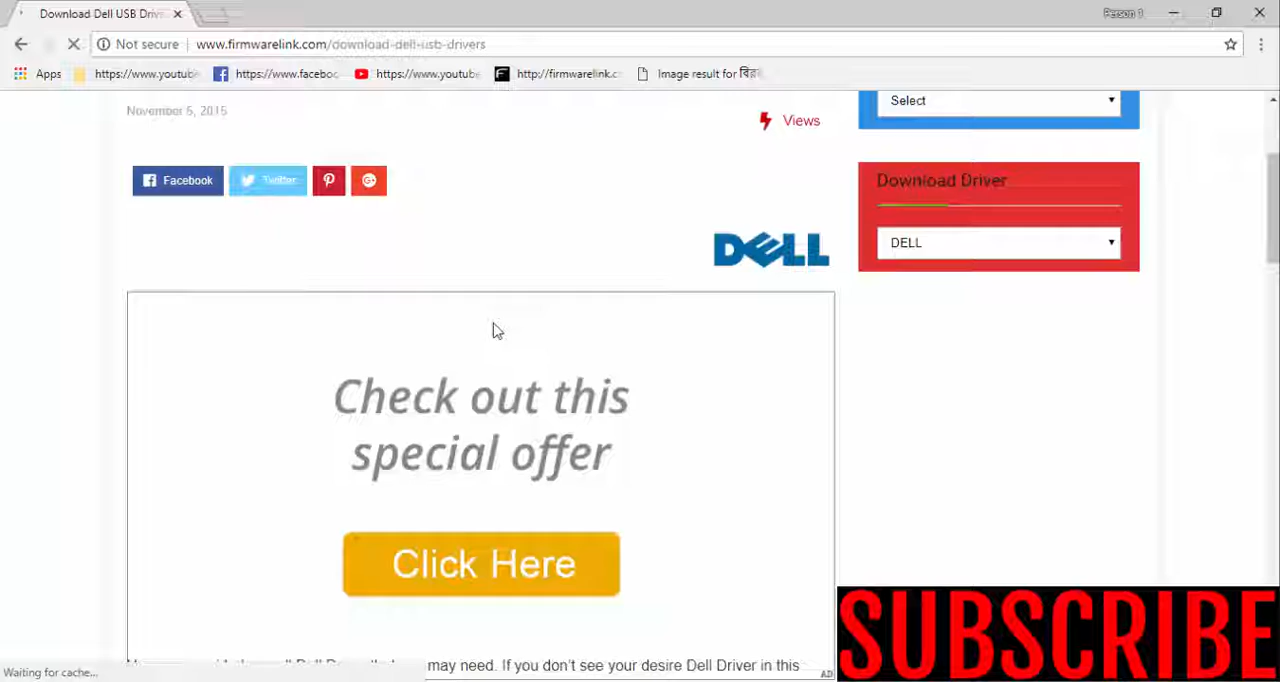 Download Dell USB Driv
Person 1
Not secure
www.firmwarelink.com/download-dell-usb-drivers
Apps
https://www.youtube
https://www.faceboo
https://www.youtube
http://firmwarelink.c
Image result for
November 5, 2015
Views
Select
Facebook
Twitter
Download Driver
DELL
DELL
Check out this
special offer
Click Here
SUBSCRIBE
may need. If you don't see your desire Dell Driver in this
AD
Waiting for cache...